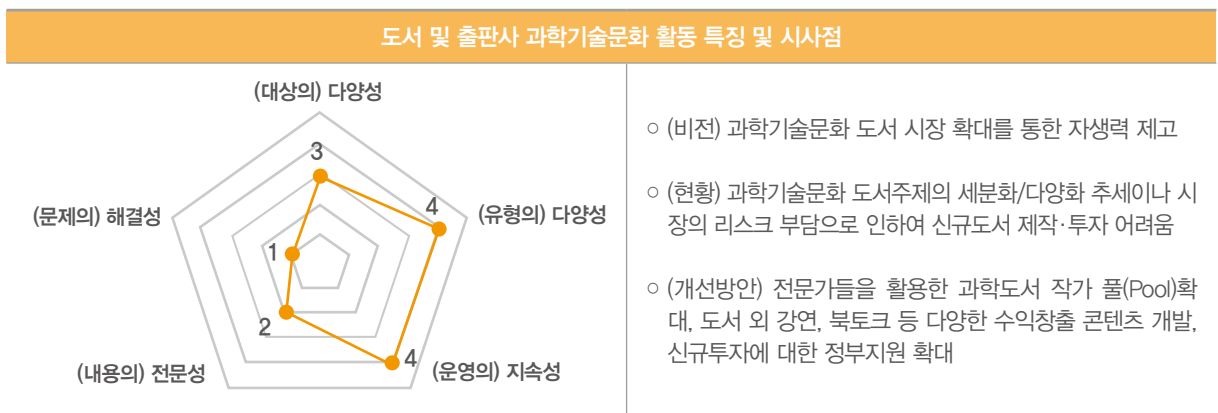 도서 및 출판사 과학기술문화 활동 특징 및 시사점
(대상의) 다양성
3
4
(유형의) 다양성
(문제의) 해결성
1
2
4
(내용의) 전문성
(운영의) 지속성
○ (비전) 과학기술문화 도서 시장 확대를 통한 자생력 제고
○ (현황) 과학기술문화 도서주제의 세분화/다양화 추세이나 시
장의 리스크 부담으로 인하여 신규도서 제작·투자 어려움
○ (개선방안) 전문가들을 활용한 과학도서 작가 풀(Pool)확
대, 도서 외 강연, 북토크 등 다양한 수익창출 콘텐츠 개발,
신규투자에 대한 정부지원 확대